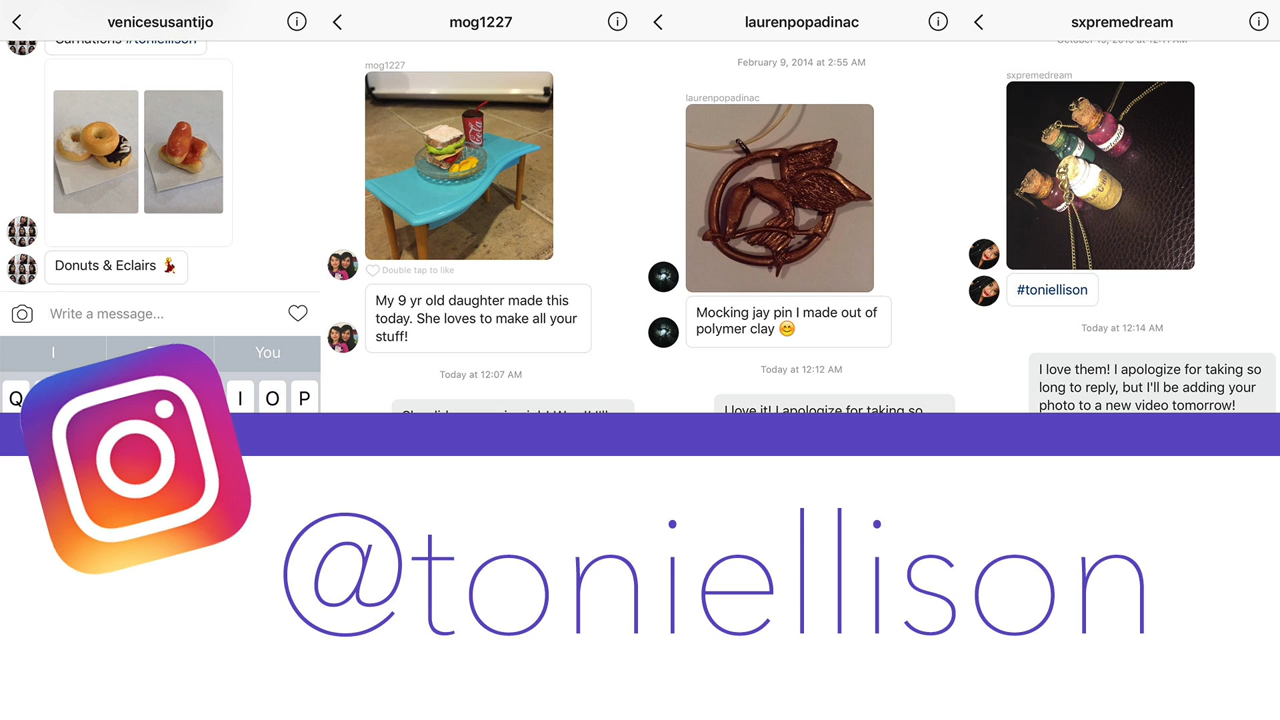 venicesusantijo
#toniellison
Donuts & Eclairs
Write a message...
I
You
Q
I O P
mog1227
mog1227
Cola
Double tap to like
My 9 yr old daughter made this
today. She loves to make all your
stuff!
Today at 12:07 AM
laurenpopadinac
February 9, 2014 at 2:55 AM
laurenpopadinac
Mocking jay pin I made out of
polymer clay
Today at 12:12 AM
I love it! I apologize for taking so
sxpremedream
sxpremedream
#toniellison
Today at 12:14 AM
I love them! I apologize for taking so
long to reply, but I'll be adding your
photo to a new video tomorrow!
@toniellison